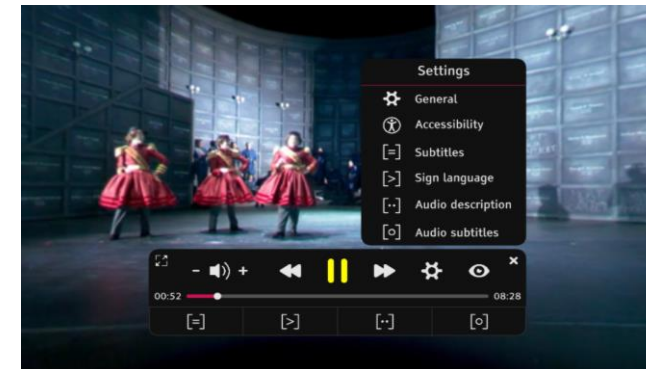 Settings
General
Accessibility
[=] Subtitles
[>] Sign language
[··] Audio description
[o] Audio subtitles
- +
00:52 08:28
[=] [>] [··] [o]